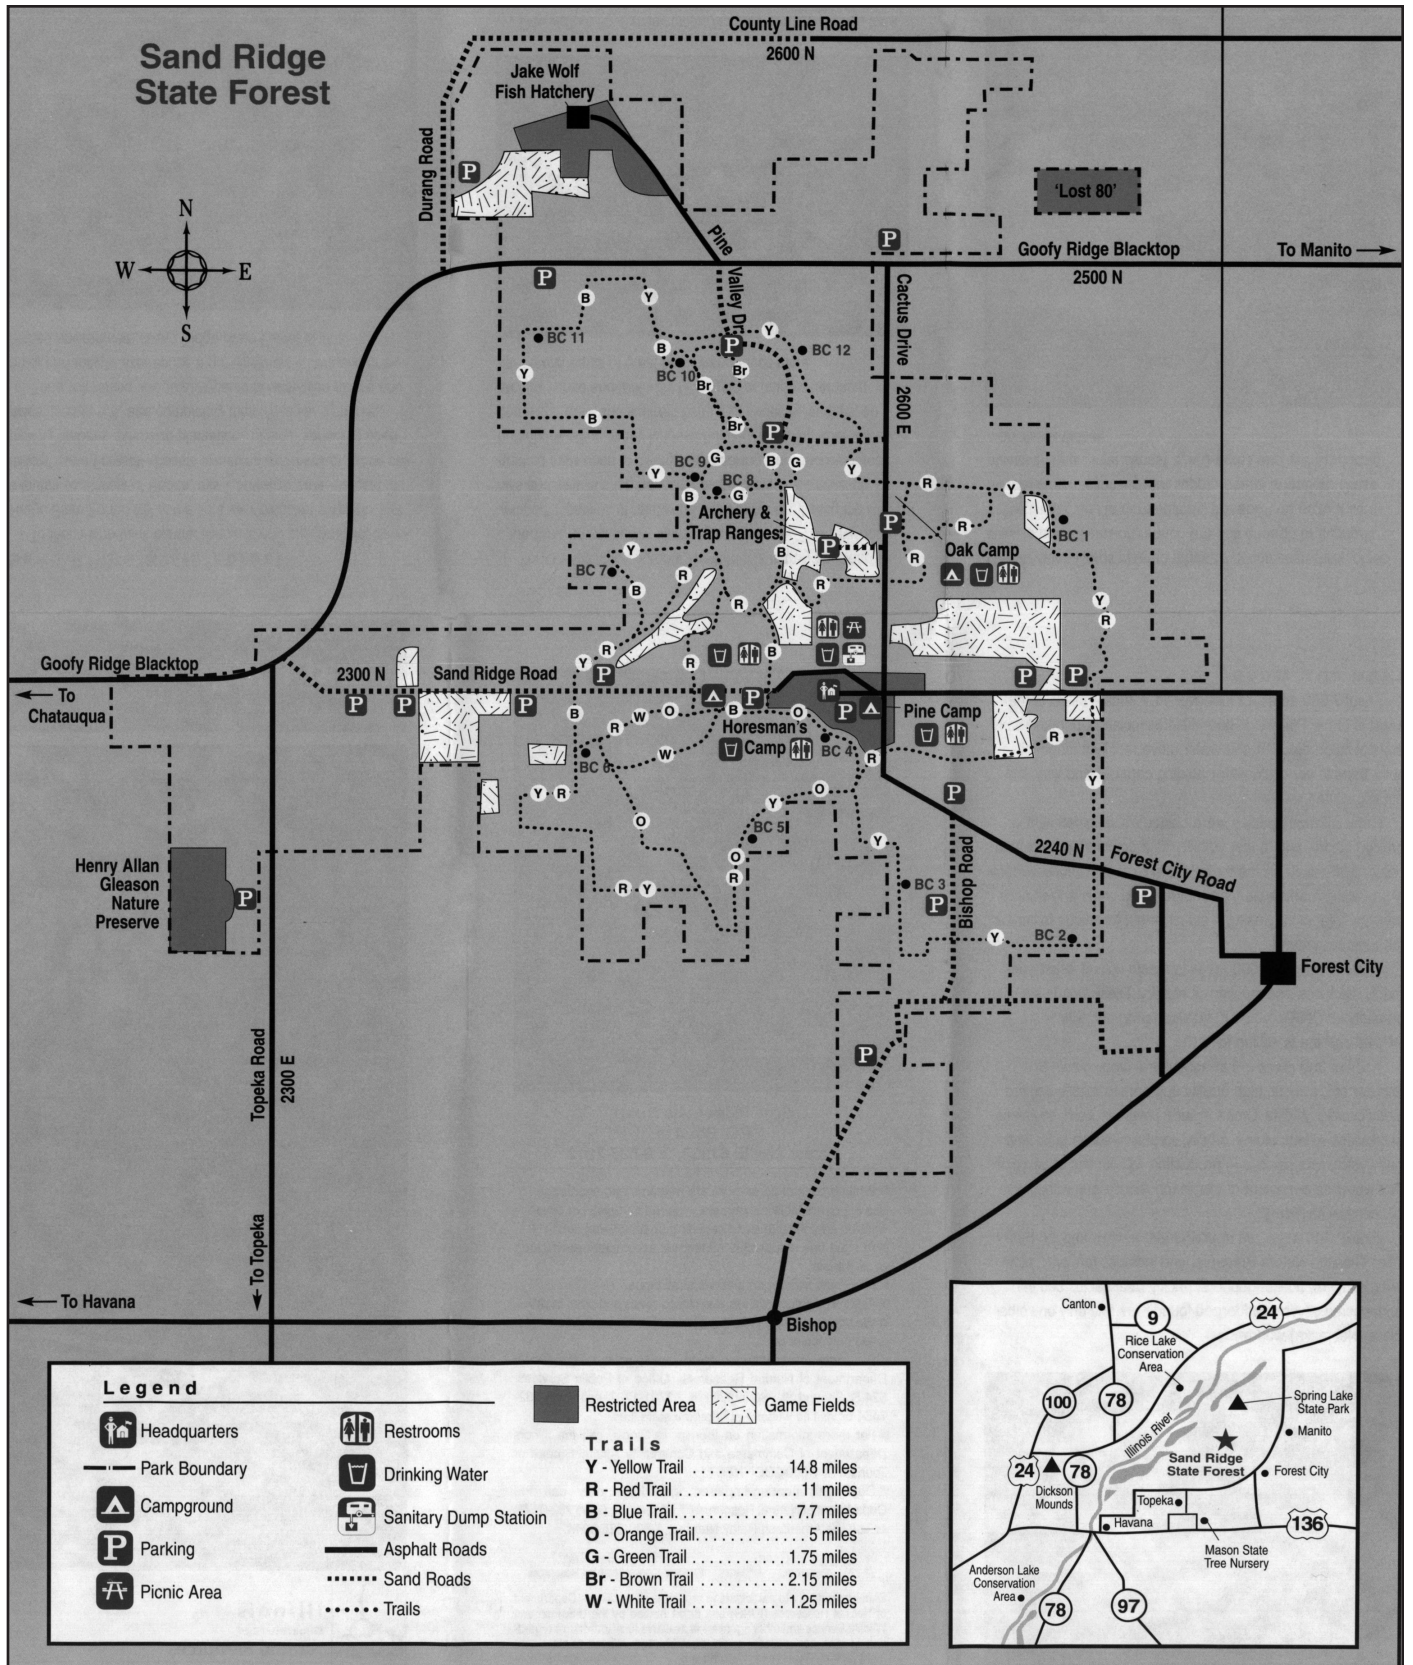 County Line Road
2600 N
Sand Ridge
State Forest
Jake Wolf
Fish Hatchery
Durang Road
P
'Lost 80'
N
W E
S
Pine
Valley Dr.
P
Goofy Ridge Blacktop
To Manito
2500 N
P
Cactus Drive
2600 E
B
Y
BC 11
Y
B
P
BC 12
BC 10
Br
Br
Y
B
Br
P
G
B
G
Y
BC 9
Y
BC 8
G
B
R
Y
Archery &
Trap Ranges
P
R
BC 1
B
P
Oak Camp
Y
BC 7
R
R
B
R
R
Y
R
Goofy Ridge Blacktop
To
Chatauqua
2300 N
Sand Ridge Road
Y
R
P
R
B
P
P
P
P
P
P
B
R
W
O
B
O
P
Pine Camp
Horesman's
Camp
BC 4
R
R
W
BC 6
Y
R
Y
O
P
Y
O
BC 5
Y
2240 N
Forest City Road
Bishop Road
Henry Allan
Gleason
Nature
Preserve
P
O
R
R
Y
BC 3
P
P
Y
BC 2
Forest City
Topeka Road
2300 E
P
To Topeka
To Havana
Bishop
Legend
Headquarters
Park Boundary
Campground
P Parking
Picnic Area
Restrooms
Drinking Water
Sanitary Dump Statioin
Asphalt Roads
Sand Roads
Trails
Restricted Area
Game Fields
Trails
Y - Yellow Trail . . . . . . . . . . . 14.8 miles
R - Red Trail . . . . . . . . . . . . . 11 miles
B - Blue Trail. . . . . . . . . . . . . 7.7 miles
O - Orange Trail. . . . . . . . . . . . 5 miles
G - Green Trail . . . . . . . . . . 1.75 miles
Br - Brown Trail . . . . . . . . . . 2.15 miles
W - White Trail . . . . . . . . . . 1.25 miles
Canton
9
24
Rice Lake
Conservation
Area
100
78
Illinois River
Spring Lake
State Park
Manito
Sand Ridge
State Forest
24
78
Dickson
Mounds
Forest City
Topeka
Havana
136
Mason State
Tree Nursery
Anderson Lake
Conservation
Area
78
97